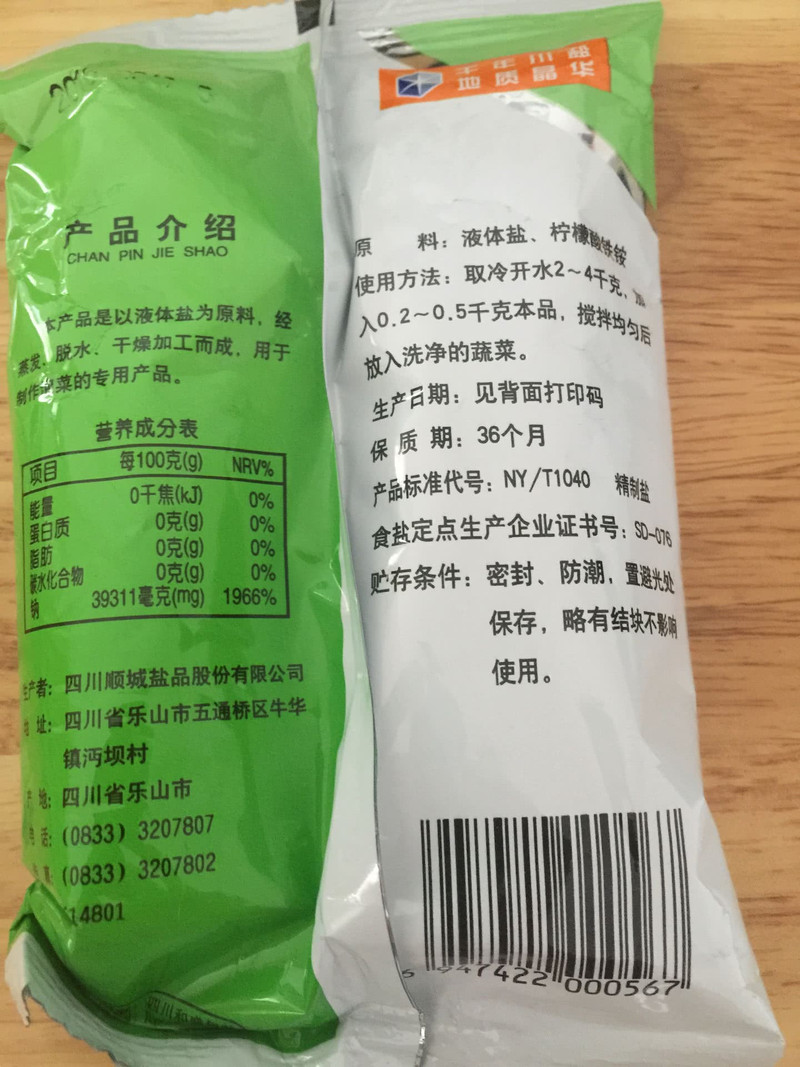 千年川盐
地质晶华
产品介绍
CHAN PIN JIE SHAO
本产品是以液体盐为原料，经
蒸发、脱水、干燥加工而成，用于
制作泡菜的专用产品。
营养成分表
项目 每100克(g) NRV%
能量 0千焦(kJ) 0%
蛋白质 0克(g) 0%
脂肪 0克(g) 0%
碳水化合物 0克(g) 0%
钠 39311毫克(mg) 1966%
生产者：四川顺城盐品股份有限公司
地 址：四川省乐山市五通桥区牛华
镇沔坝村
产 地：四川省乐山市
电 话：(0833) 3207807
(0833) 3207802
614801
原 料：液体盐、柠檬酸铁铵
使用方法：取冷开水2～4千克、加
入0.2～0.5千克本品，搅拌均匀后
放入洗净的蔬菜。
生产日期：见背面打印码
保 质 期：36个月
产品标准代号：NY/T1040 精制盐
食盐定点生产企业证书号：SD-076
贮存条件：密封、防潮，置避光处
保存，略有结块不影响
使用。
47422 000567